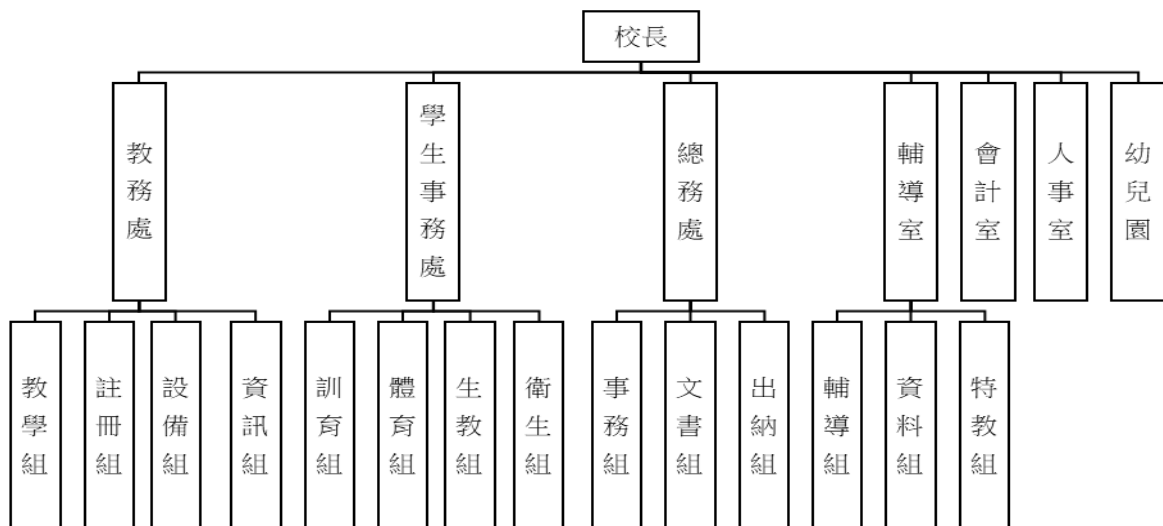 校長
教務處
學生事務處
總務處
輔導室
會計室
人事室
幼兒園
教學組
註冊組
設備組
資訊組
訓育組
體育組
生教組
衛生組
事務組
文書組
出納組
輔導組
資料組
特教組